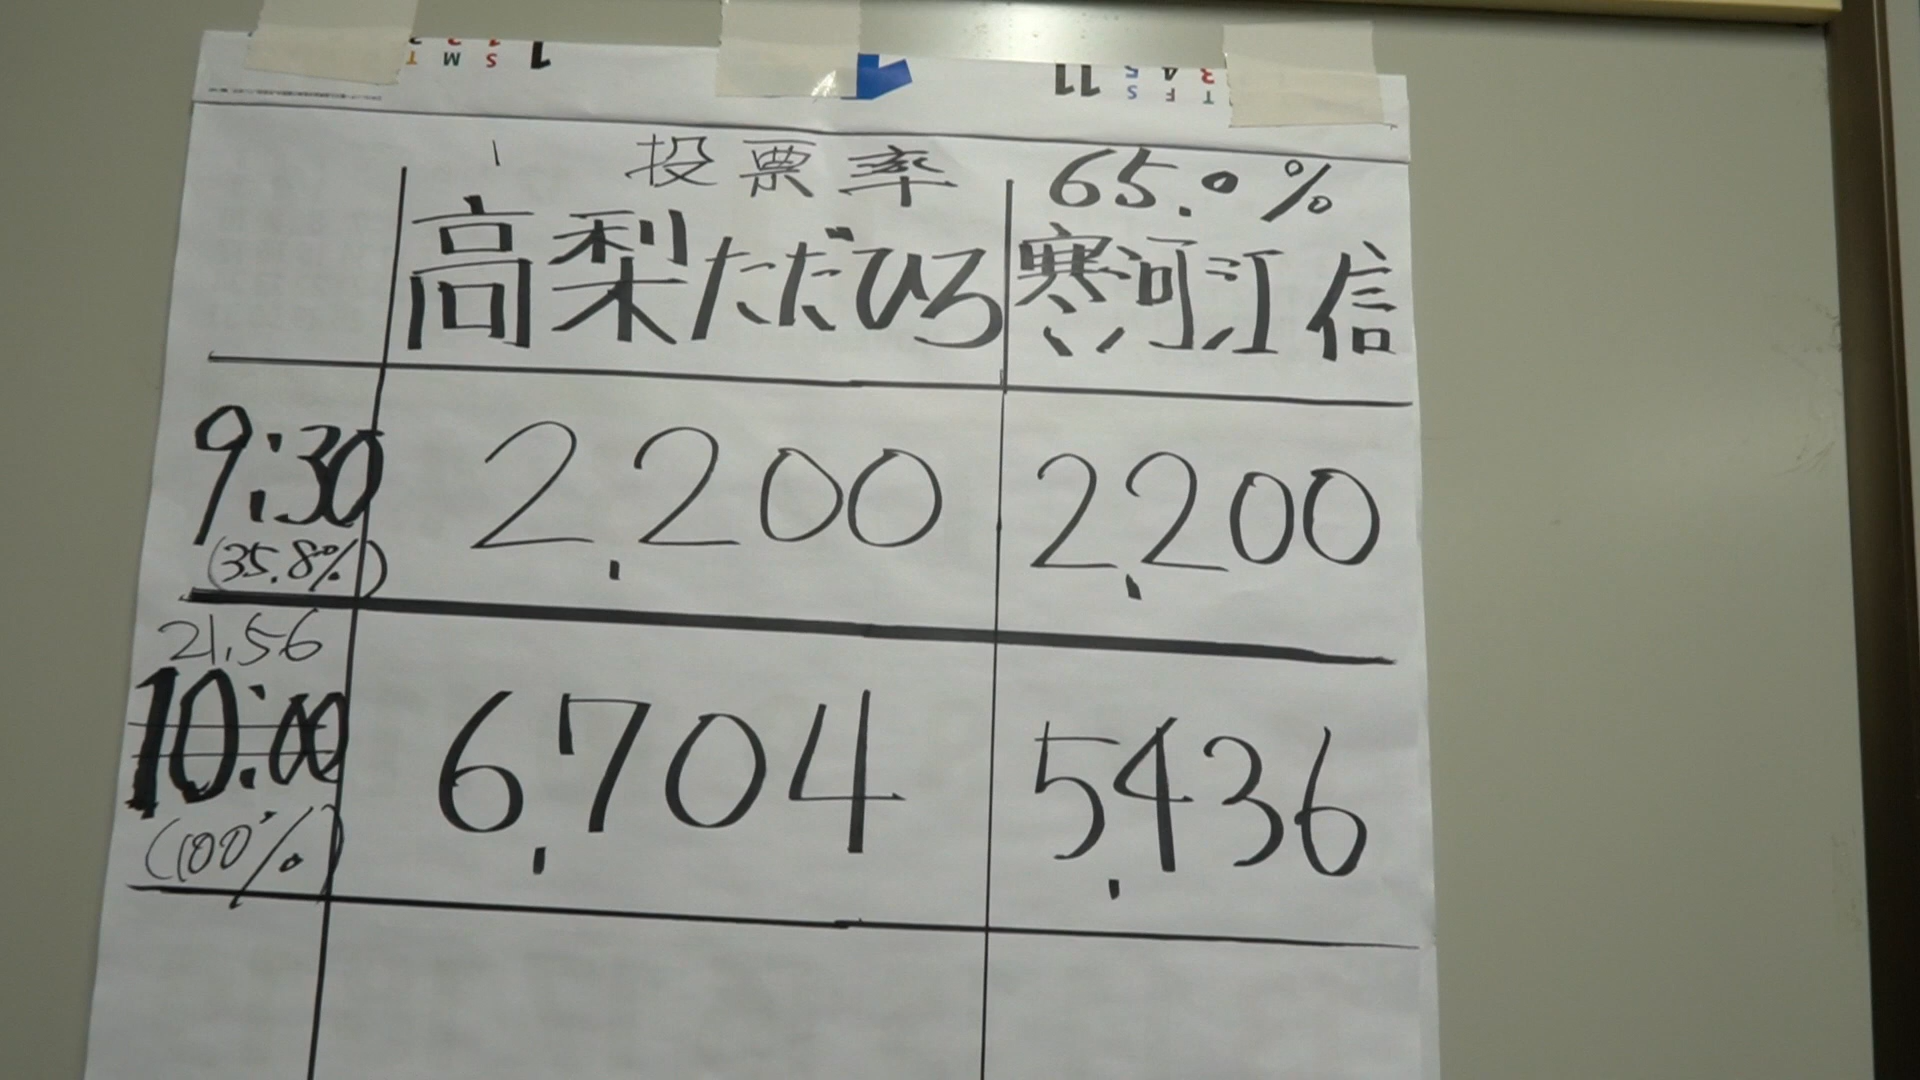 投票率 65.0%
高梨ただひろ 寒河江信
9:30 2,200 2,200
(35.8%)
21.56
10:00 6,704 5,436
(100%)